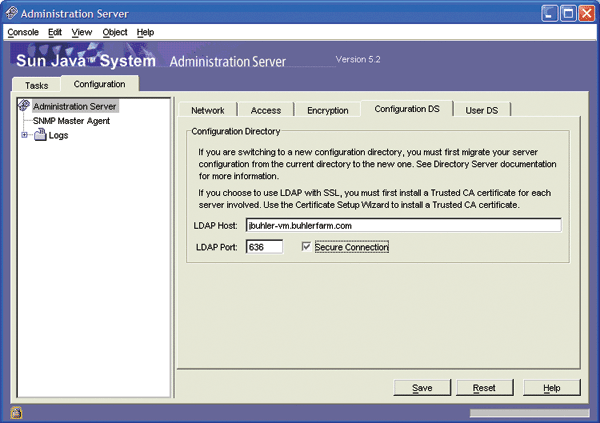 Administration Server
Console Edit View Object Help
Sun Java™ System Administration Server Version 5.2
Tasks Configuration
Administration Server
SNMP Master Agent
Logs
Network Access Encryption Configuration DS User DS
Configuration Directory
If you are switching to a new configuration directory, you must first migrate your server
configuration from the current directory to the new one. See Directory Server documentation
for more information.
If you choose to use LDAP with SSL, you must first install a Trusted CA certificate for each
server involved. Use the Certificate Setup Wizard to install a Trusted CA certificate.
LDAP Host: jbuhler-vm.buhlerfarm.com
LDAP Port: 636 Secure Connection
Save Reset Help